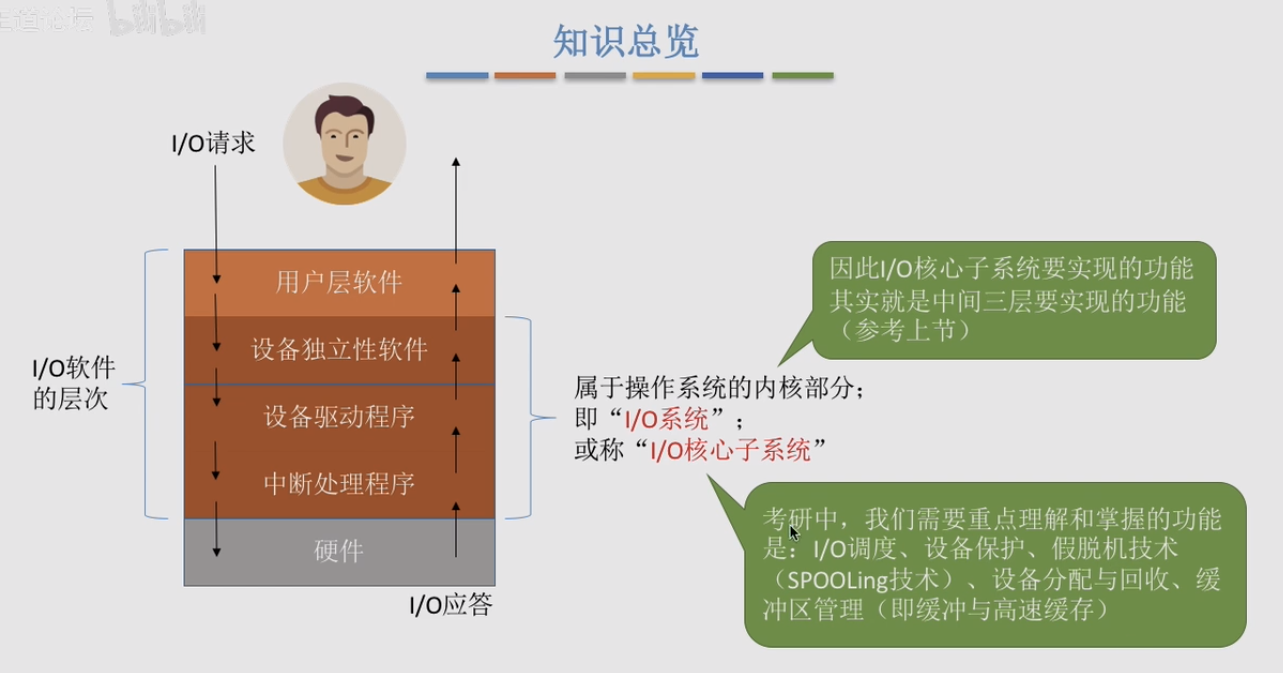 王道论坛 bilibili
知识总览
I/O请求
用户层软件
设备独立性软件
设备驱动程序
中断处理程序
硬件
I/O应答
I/O软件
的层次
因此I/O核心子系统要实现的功能
其实就是中间三层要实现的功能
（参考上节）
属于操作系统的内核部分；
即“I/O系统”；
或称“I/O核心子系统”
考研中，我们需要重点理解和掌握的功能
是：I/O调度、设备保护、假脱机技术
（SPOOLing技术）、设备分配与回收、缓
冲区管理（即缓冲与高速缓存）